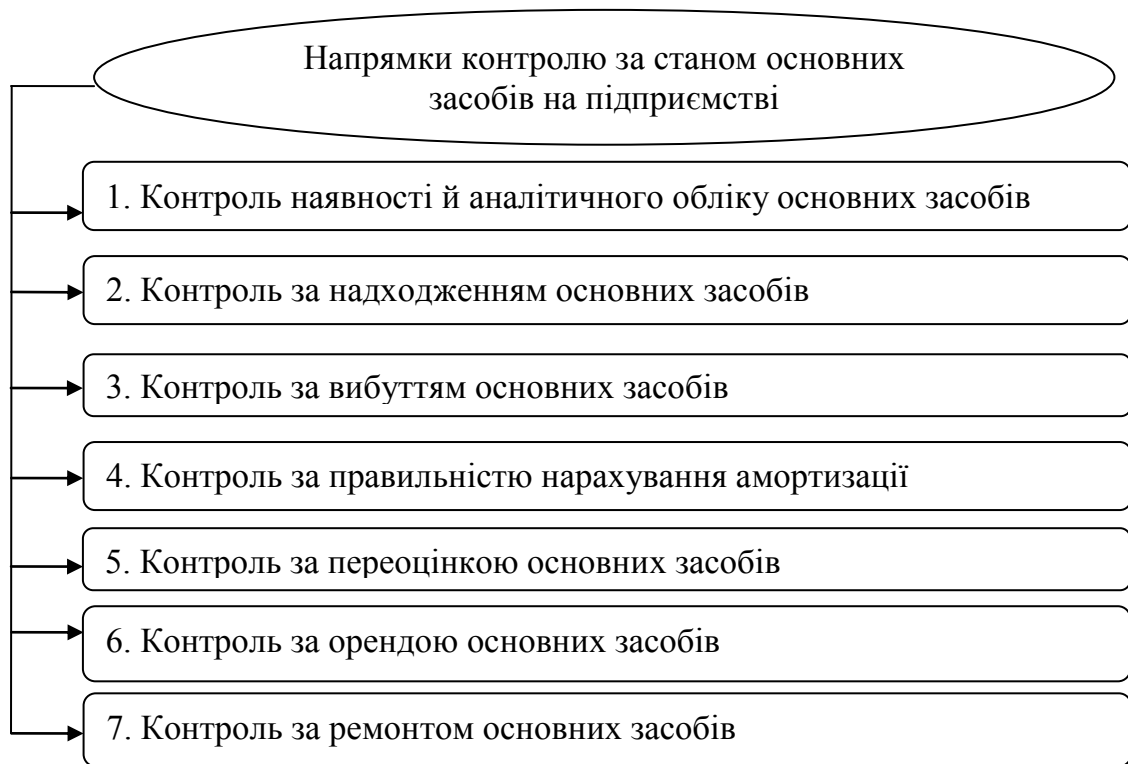 Напрямки контролю за станом основних
засобів на підприємстві
1. Контроль наявності й аналітичного обліку основних засобів
2. Контроль за надходженням основних засобів
3. Контроль за вибуттям основних засобів
4. Контроль за правильністю нарахування амортизації
5. Контроль за переоцінкою основних засобів
6. Контроль за орендою основних засобів
7. Контроль за ремонтом основних засобів